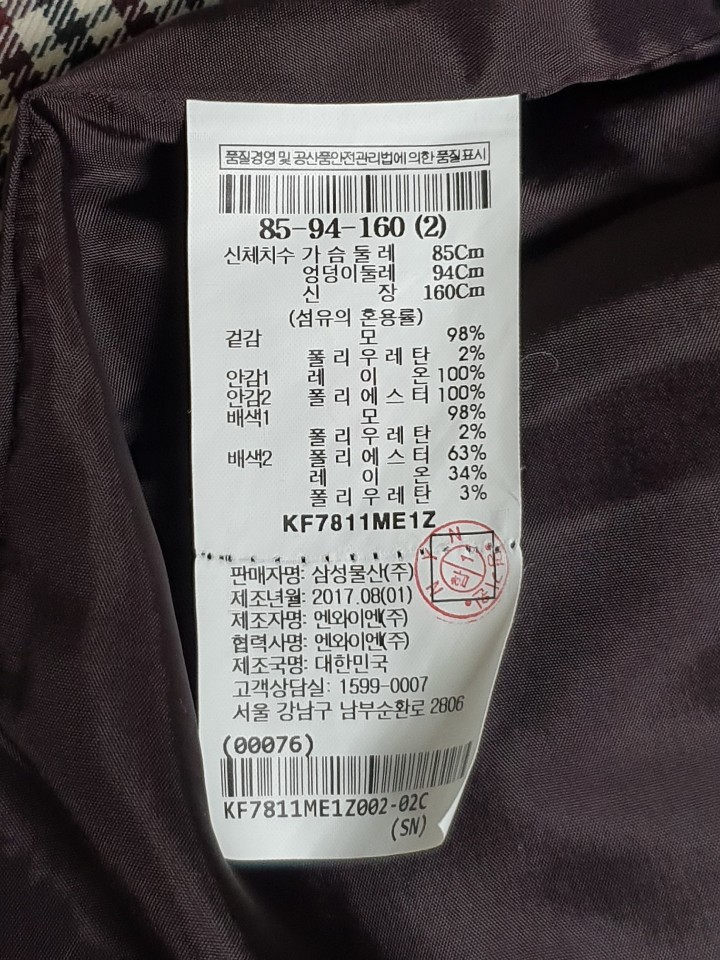 품질경영 및 공산품안전관리법에 의한 품질표시
85-94-160 (2)
신체치수 가 슴 둘 레 85Cm
엉덩이둘레 94Cm
신 장 160Cm
(섬유의 혼용률)
겉감 모 98%
폴 리 우 레 탄 2%
안감1 레 이 온 100%
안감2 폴 리 에 스 터 100%
배색1 모 98%
폴 리 우 레 탄 2%
배색2 폴 리 에 스 터 63%
레 이 온 34%
폴 리 우 레 탄 3%
KF7811ME1Z
판매자명: 삼성물산(주)
제조년월: 2017.08(01)
제조자명: 엔와이엔(주)
협력사명: 엔와이엔(주)
제조국명: 대한민국
고객상담실: 1599-0007
서울 강남구 남부순환로 2806
(00076)
KF7811ME1Z002-02C
(SN)
N Y N